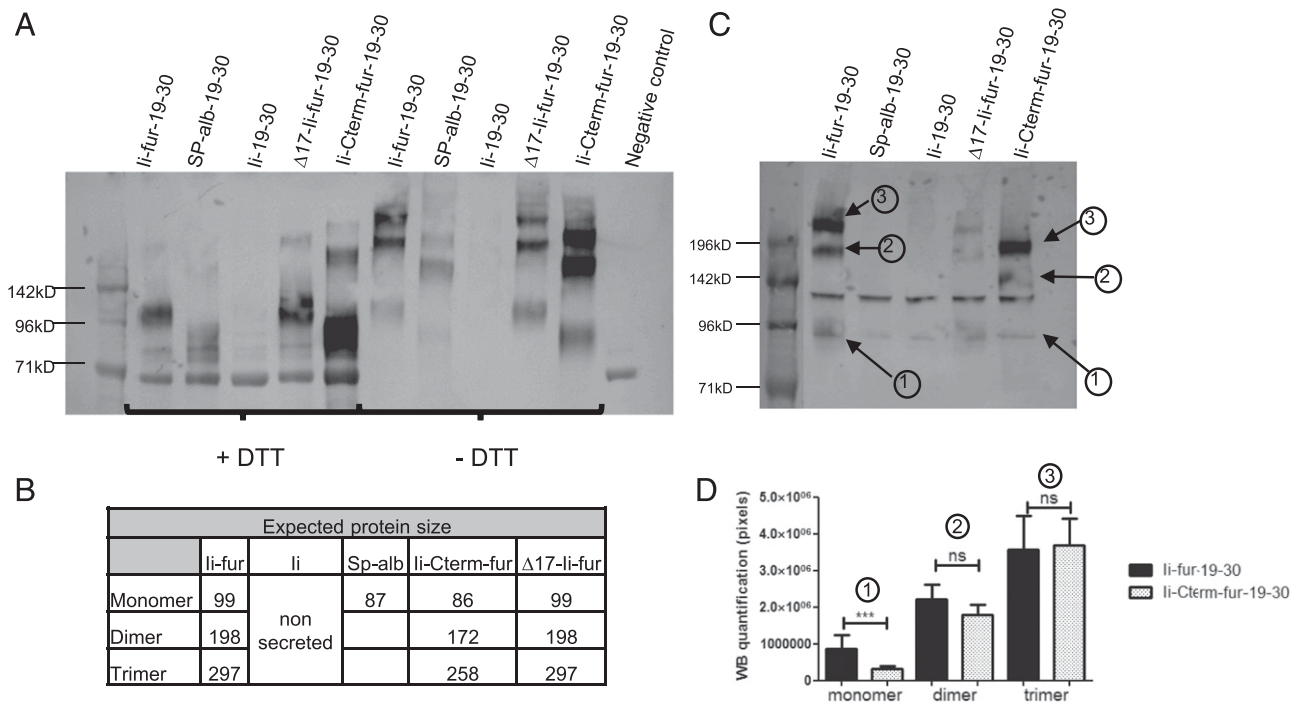 A
Ii-fur-19-30
SP-alb-19-30
Ii-19-30
Δ17-Ii-fur-19-30
Ii-Cterm-fur-19-30
Ii-fur-19-30
SP-alb-19-30
Ii-19-30
Δ17-Ii-fur-19-30
Ii-Cterm-fur-19-30
Negative control
142kD
96kD
71kD
+ DTT
- DTT
B
Expected protein size
Ii-fur Ii Sp-alb Ii-Cterm-fur Δ17-Ii-fur
Monomer 99 non secreted 87 86 99
Dimer 198 172 198
Trimer 297 258 297
C
Ii-fur-19-30
Sp-alb-19-30
Ii-19-30
Δ17-Ii-fur-19-30
Ii-Cterm-fur-19-30
196kD
142kD
96kD
71kD
3
2
1
3
2
1
D
WB quantification (pixels)
5.0×10⁰⁶
4.0×10⁰⁶
3.0×10⁰⁶
2.0×10⁰⁶
1000000
0
1
***
2
ns
3
ns
monomer dimer trimer
Ii-fur-19-30
Ii-Cterm-fur-19-30